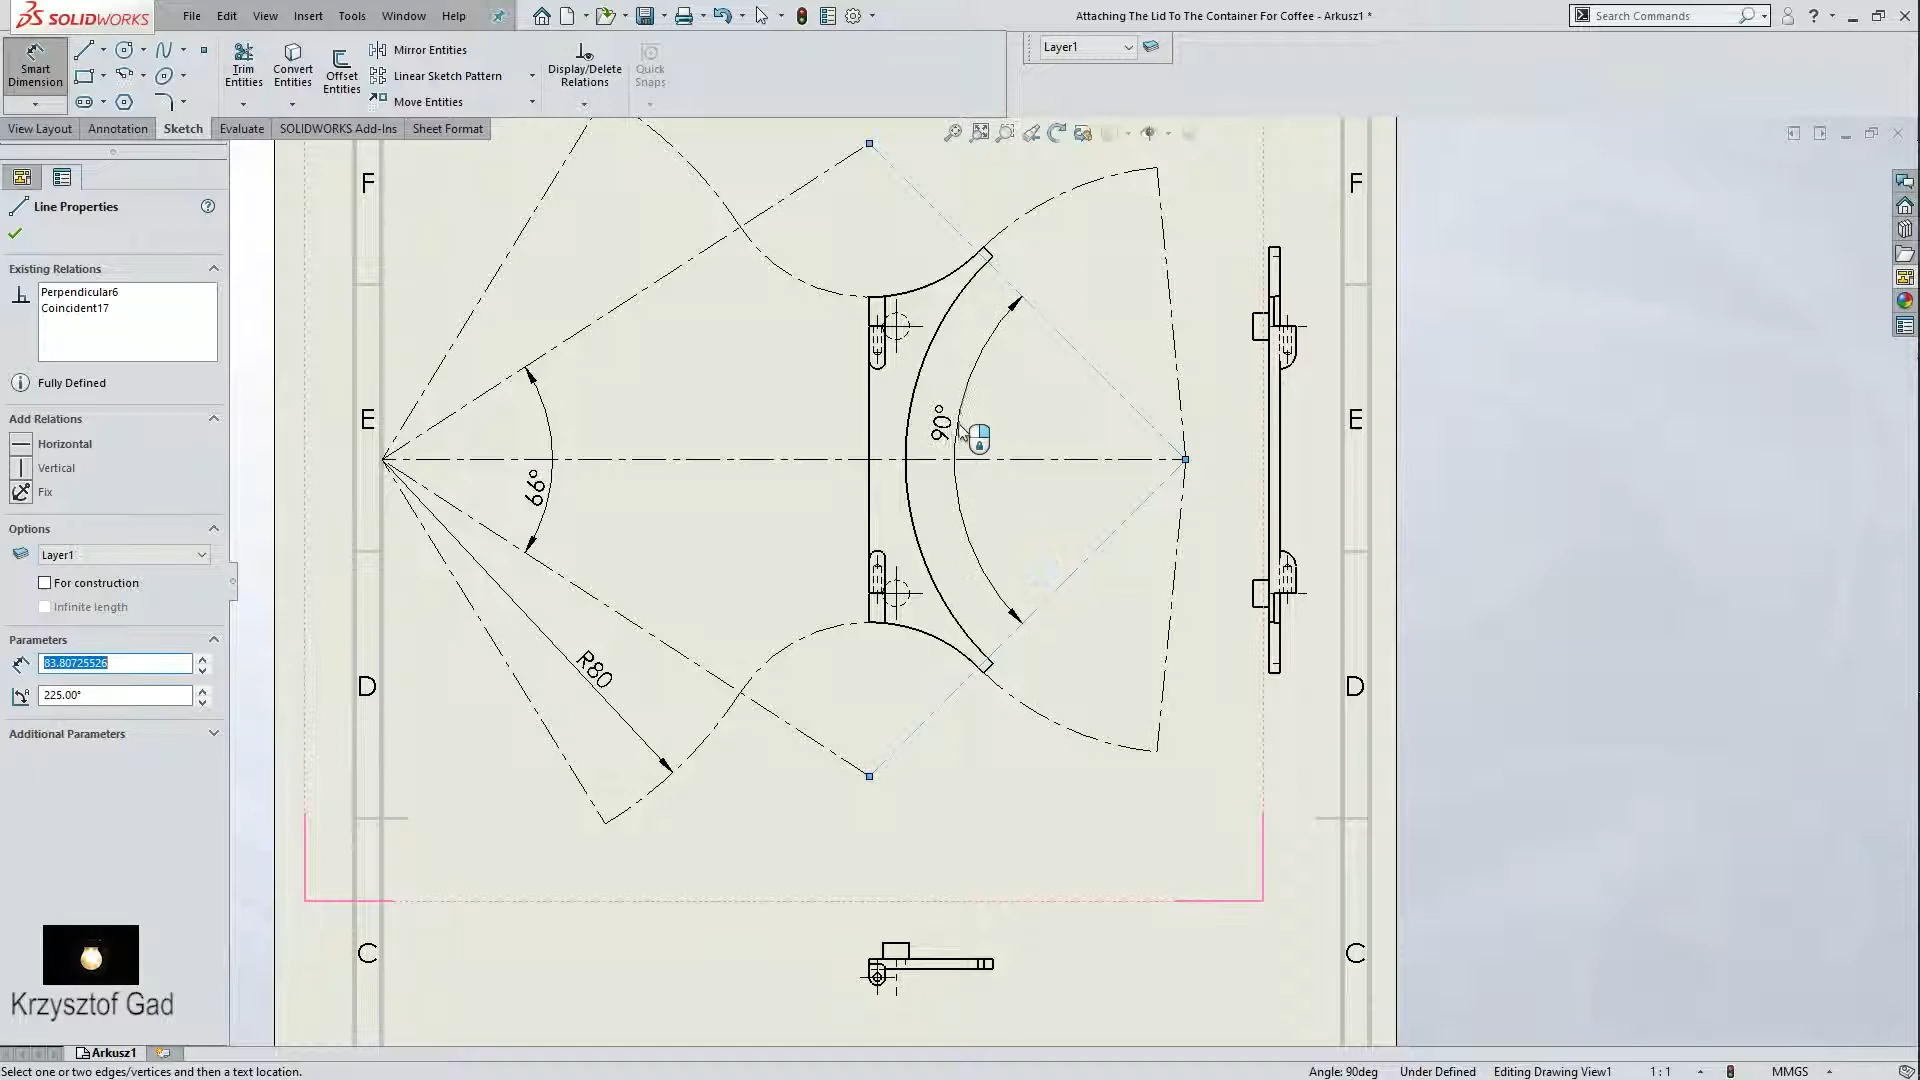 SOLIDWORKS
File Edit View Insert Tools Window Help
Attaching The Lid To The Container For Coffee - Arkusz1 *
Search Commands
?
Smart Dimension
Trim Entities
Convert Entities
Offset Entities
Mirror Entities
Linear Sketch Pattern
Move Entities
Display/Delete Relations
Quick Snaps
Layer1
View Layout Annotation Sketch Evaluate SOLIDWORKS Add-Ins Sheet Format
Line Properties
?
Existing Relations
Perpendicular6
Coincident17
Fully Defined
Add Relations
Horizontal
Vertical
Fix
Options
Layer1
For construction
Infinite length
Parameters
83.80725526
225.00°
Additional Parameters
F
F
E
E
D
D
C
C
66°
90°
R80
Krzysztof Gad
Arkusz1
Select one or two edges/vertices and then a text location.
Angle: 90deg Under Defined Editing Drawing View1 1 : 1 MMGS